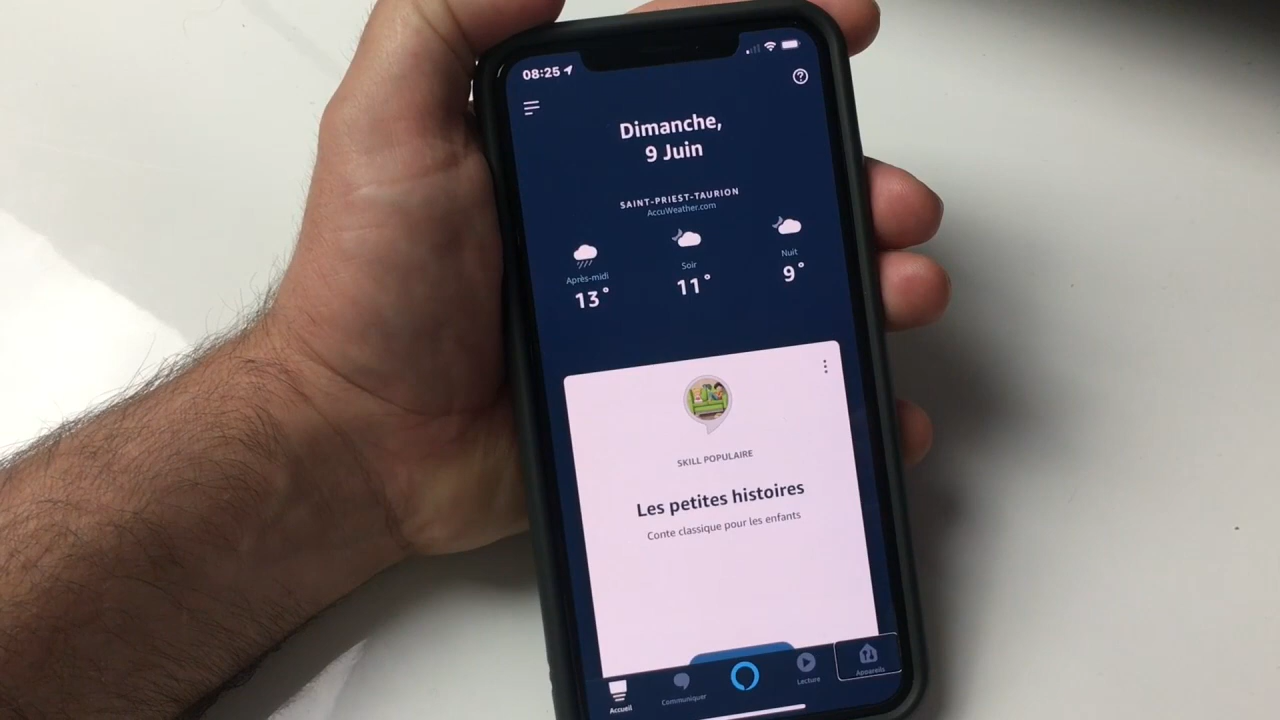 08:25
Dimanche,
9 Juin
SAINT-PRIEST-TAURION
AccuWeather.com
Après-midi
Soir
Nuit
13°
11°
9°
SKILL POPULAIRE
Les petites histoires
Conte classique pour les enfants
Accueil
Communiquer
Lecture
Appareils